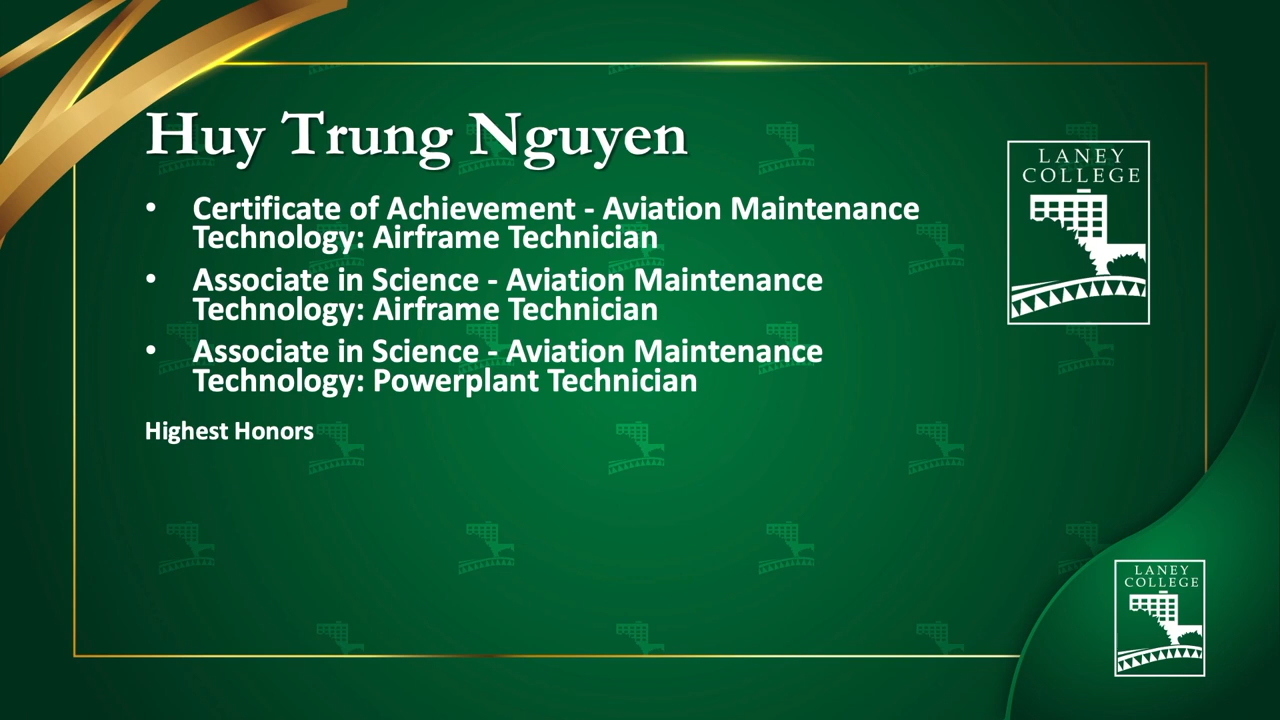 Huy Trung Nguyen
• Certificate of Achievement - Aviation Maintenance
Technology: Airframe Technician
• Associate in Science - Aviation Maintenance
Technology: Airframe Technician
• Associate in Science - Aviation Maintenance
Technology: Powerplant Technician
Highest Honors
LANEY
COLLEGE
LANEY
COLLEGE